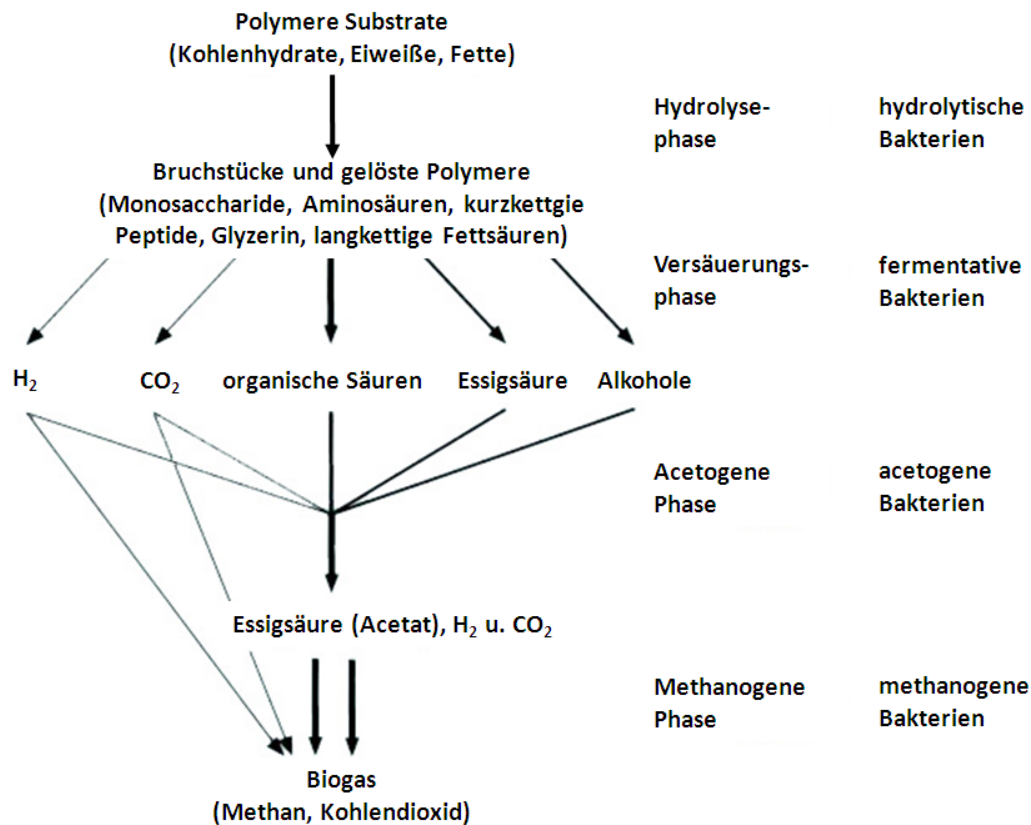 Polymere Substrate
(Kohlenhydrate, Eiweiße, Fette)
Hydrolyse-
phase
hydrolytische
Bakterien
Bruchstücke und gelöste Polymere
(Monosaccharide, Aminosäuren, kurzkettgie
Peptide, Glyzerin, langkettige Fettsäuren)
Versäuerungs-
phase
fermentative
Bakterien
H₂ CO₂ organische Säuren Essigsäure Alkohole
Acetogene
Phase
acetogene
Bakterien
Essigsäure (Acetat), H₂ u. CO₂
Methanogene
Phase
methanogene
Bakterien
Biogas
(Methan, Kohlendioxid)